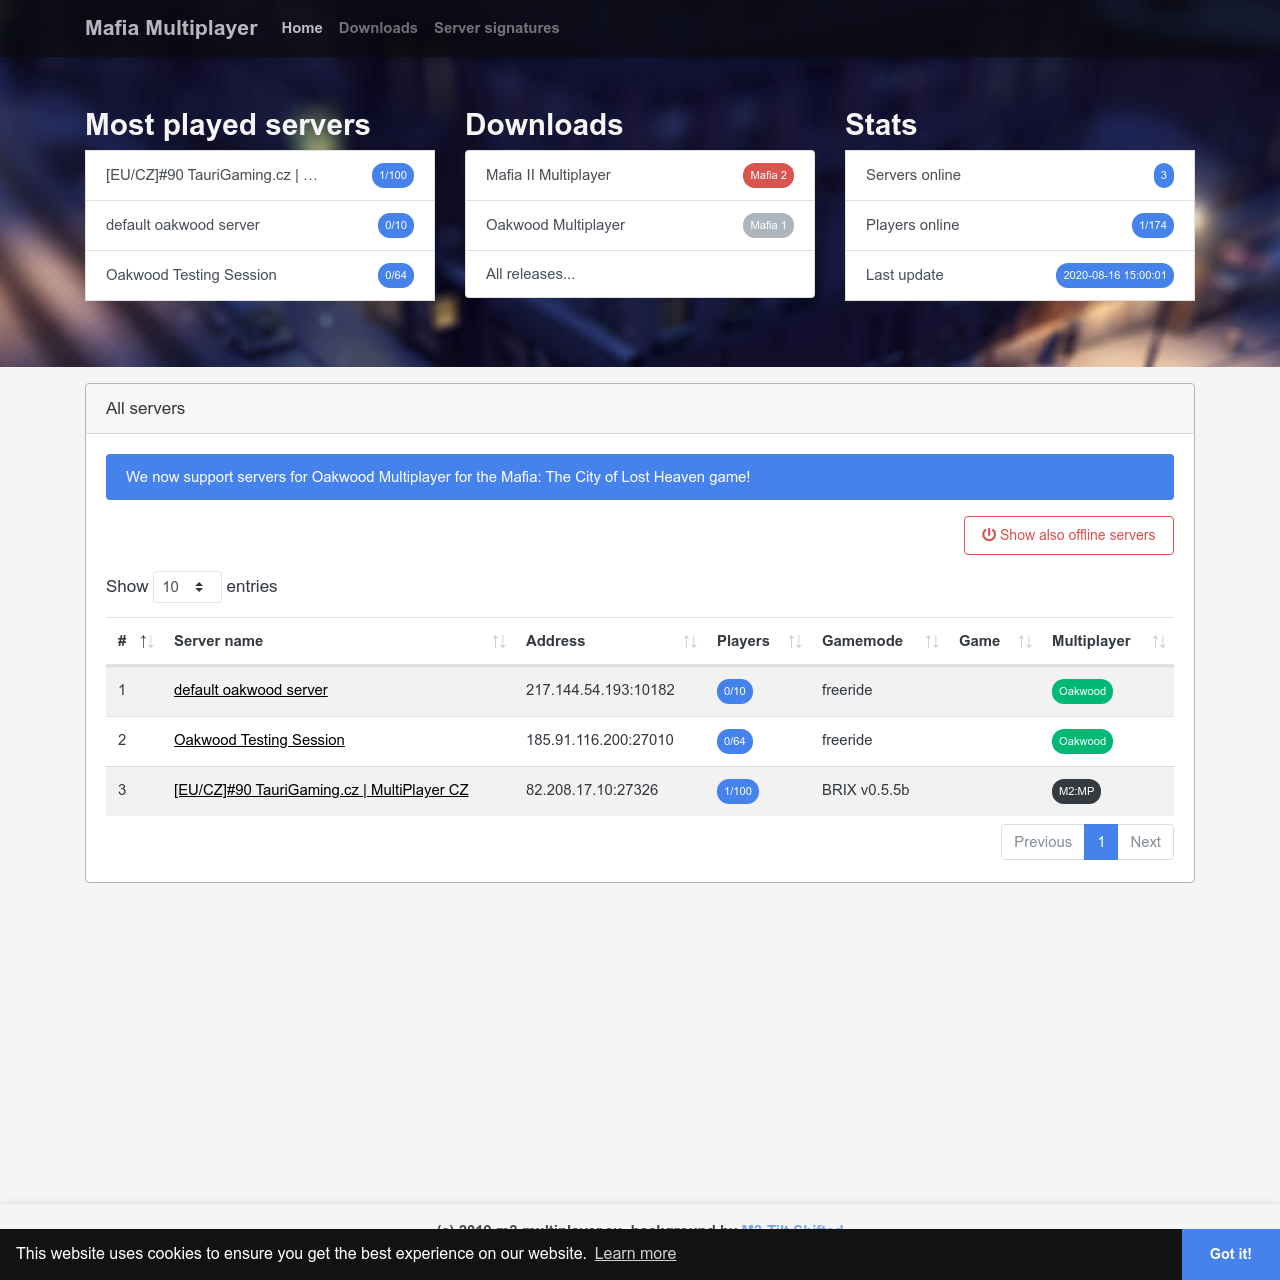 Mafia Multiplayer Home Downloads Server signatures
Most played servers
[EU/CZ]#90 TauriGaming.cz | … 1/100
default oakwood server 0/10
Oakwood Testing Session 0/64
Downloads
Mafia II Multiplayer Mafia 2
Oakwood Multiplayer Mafia 1
All releases...
Stats
Servers online 3
Players online 1/174
Last update 2020-08-16 15:00:01
All servers
We now support servers for Oakwood Multiplayer for the Mafia: The City of Lost Heaven game!
Show also offline servers
Show 10 entries
# Server name Address Players Gamemode Game Multiplayer
1 default oakwood server 217.144.54.193:10182 0/10 freeride Oakwood
2 Oakwood Testing Session 185.91.116.200:27010 0/64 freeride Oakwood
3 [EU/CZ]#90 TauriGaming.cz | MultiPlayer CZ 82.208.17.10:27326 1/100 BRIX v0.5.5b M2:MP
Previous 1 Next
This website uses cookies to ensure you get the best experience on our website. Learn more Got it!